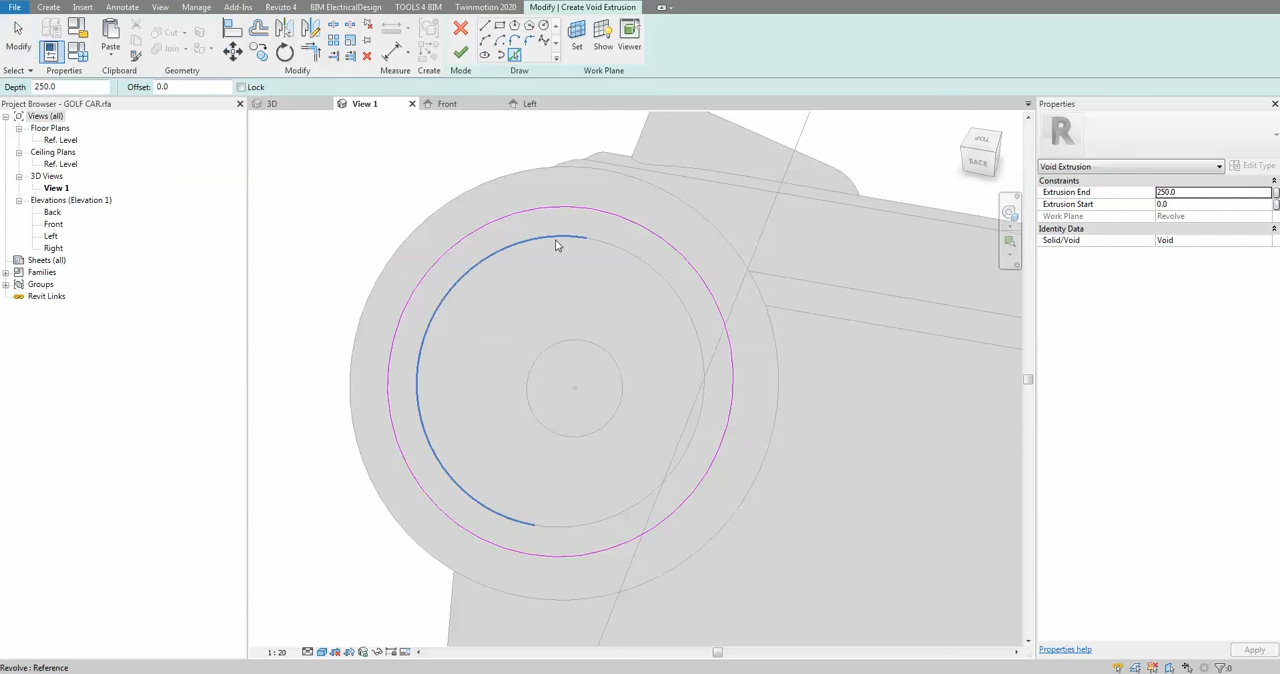 File Create Insert Annotate View Manage Add-Ins Revizto 4 BIM ElectricalDesign TOOLS 4 BIM Twinmotion 2020 Modify | Create Void Extrusion
Modify Paste Cut Join Set Show Viewer
Select Properties Clipboard Geometry Modify Measure Create Mode Draw Work Plane
Depth 250.0 Offset: 0.0 Lock
Project Browser - GOLF CAR.rfa
3D View 1 Front Left
Properties
Views (all)
Floor Plans
Ref. Level
Ceiling Plans
Ref. Level
3D Views
View 1
Elevations (Elevation 1)
Back
Front
Left
Right
Sheets (all)
Families
Groups
Revit Links
TOP
BACK
R
Void Extrusion Edit Type
Constraints
Extrusion End 250.0
Extrusion Start 0.0
Work Plane Revolve
Identity Data
Solid/Void Void
1 : 20
Properties help Apply
Revolve : Reference
:0